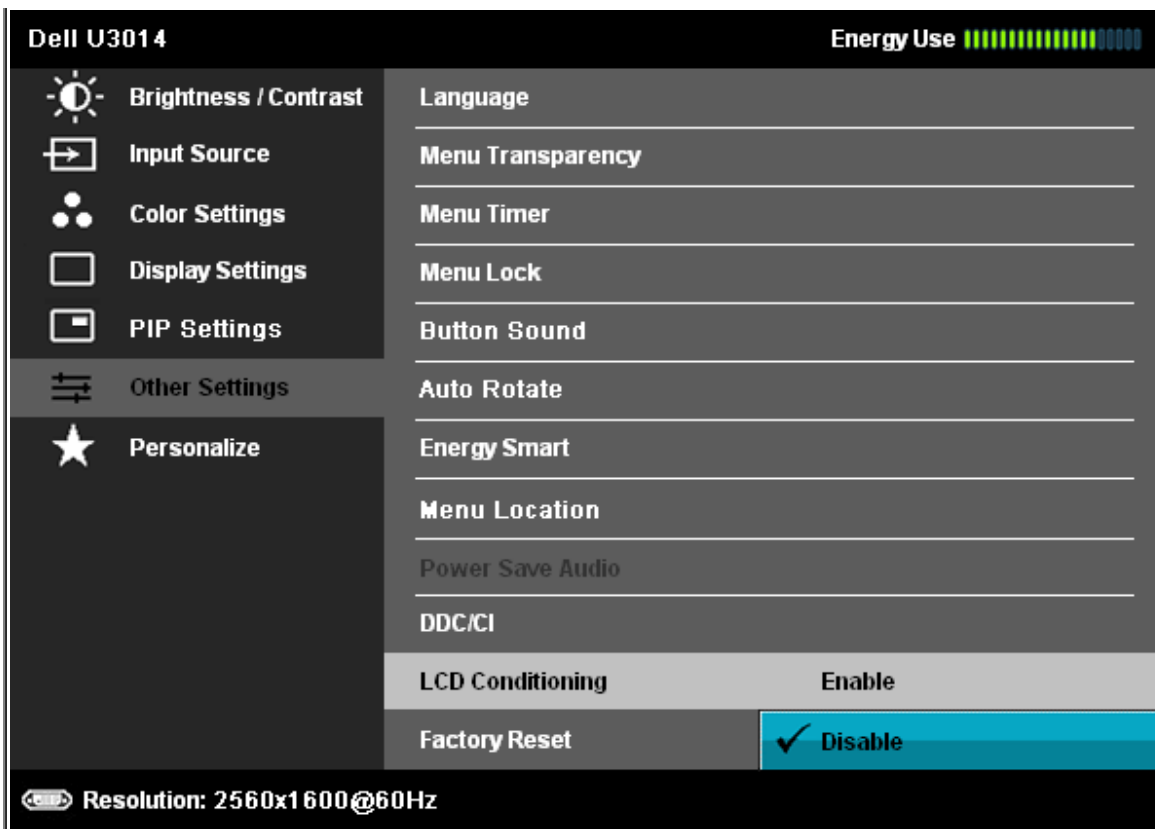 Dell U3014 Energy Use
Brightness / Contrast Language
Input Source Menu Transparency
Color Settings Menu Timer
Display Settings Menu Lock
PIP Settings Button Sound
Other Settings Auto Rotate
Personalize Energy Smart
Menu Location
Power Save Audio
DDC/CI
LCD Conditioning Enable
Factory Reset Disable
Resolution: 2560x1600@60Hz